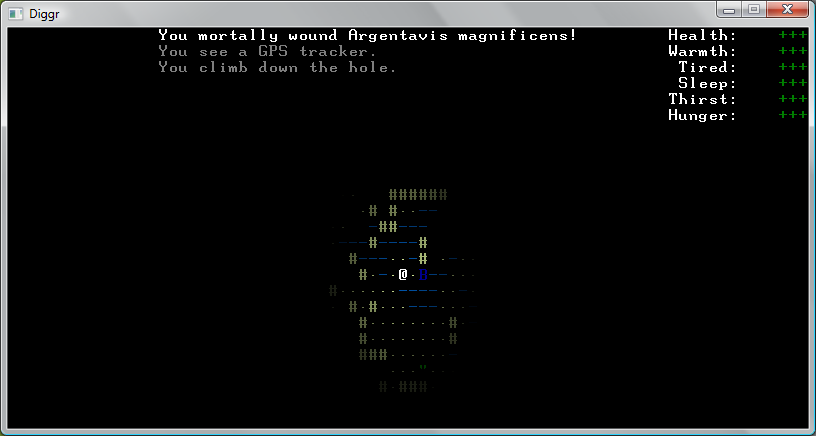 Diggr
You mortally wound Argentavis magnificens! Health: +++
You see a GPS tracker. Warmth: +++
You climb down the hole. Tired: +++
Sleep: +++
Thirst: +++
Hunger: +++